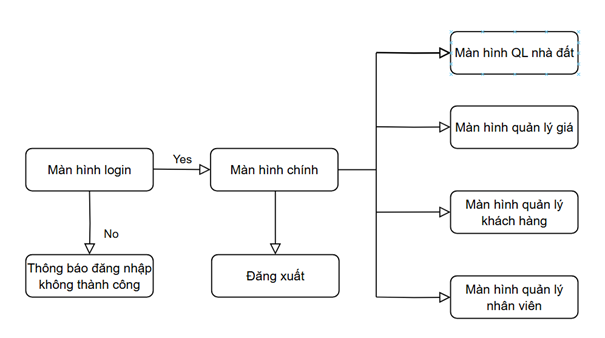 Màn hình QL nhà đất
Màn hình quản lý giá
Màn hình login
Yes
Màn hình chính
Màn hình quản lý
khách hàng
No
Thông báo đăng nhập
không thành công
Đăng xuất
Màn hình quản lý
nhân viên